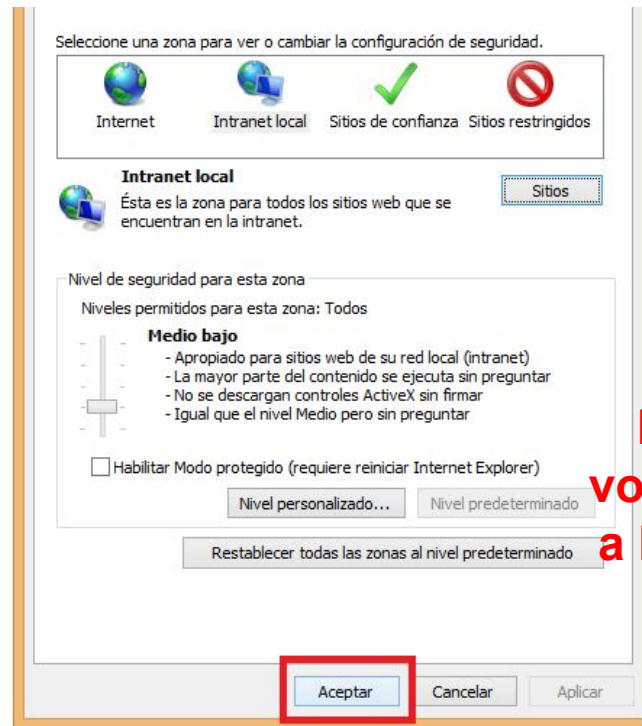 Seleccione una zona para ver o cambiar la configuración de seguridad.
Internet Intranet local Sitios de confianza Sitios restringidos
Intranet local
Ésta es la zona para todos los sitios web que se
encuentran en la intranet.
Sitios
Nivel de seguridad para esta zona
Niveles permitidos para esta zona: Todos
Medio bajo
- Apropiado para sitios web de su red local (intranet)
- La mayor parte del contenido se ejecuta sin preguntar
- No se descargan controles ActiveX sin firmar
- Igual que el nivel Medio pero sin preguntar
Habilitar Modo protegido (requiere reiniciar Internet Explorer)
Nivel personalizado... Nivel predeterminado
Restablecer todas las zonas al nivel predeterminado
a
Aceptar Cancelar Aplicar